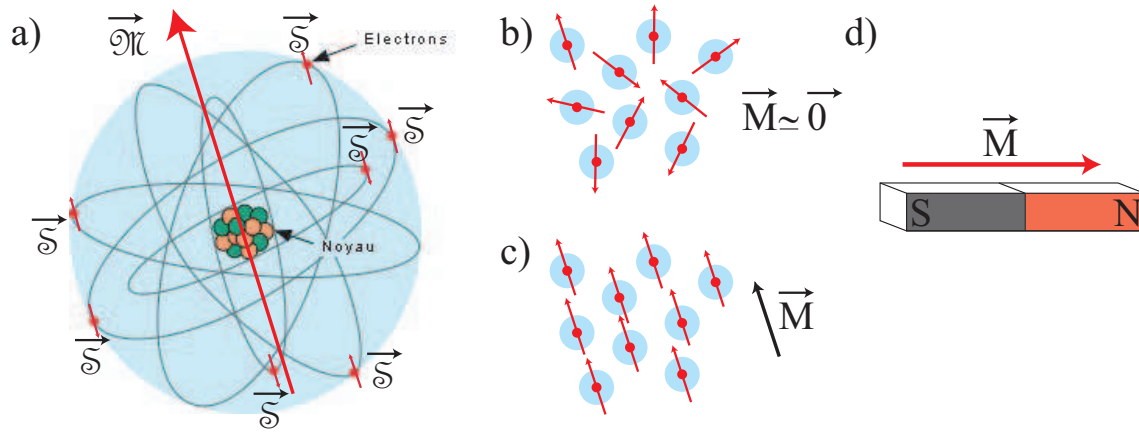 a)
𝔐⃗
S⃗
Electrons
S⃗
S⃗
S⃗
Noyau
S⃗
S⃗
S⃗
b)
M⃗ ≃ 0⃗
c)
M⃗
d)
M⃗
S N